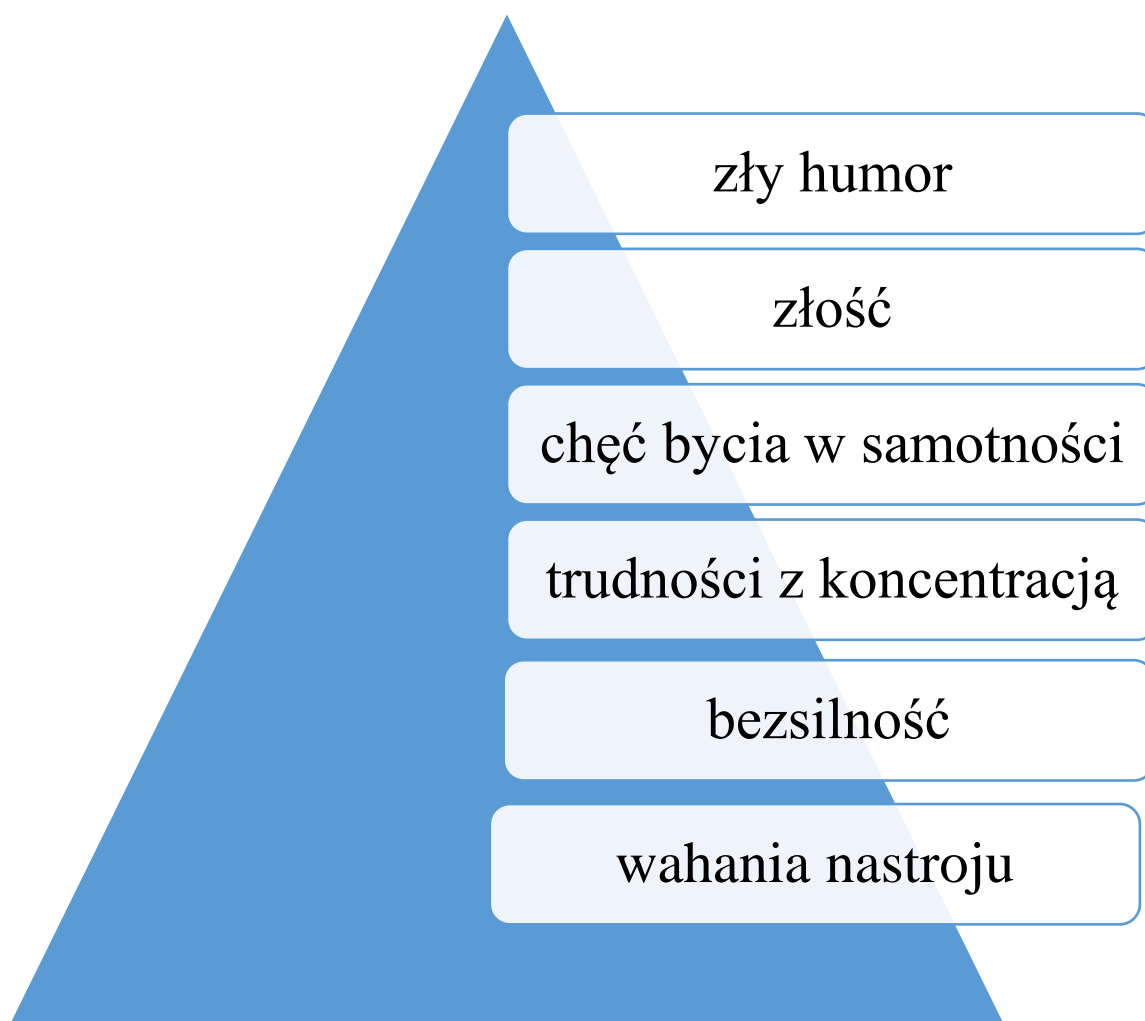 zły humor
złość
chęć bycia w samotności
trudności z koncentracją
bezsilność
wahania nastroju